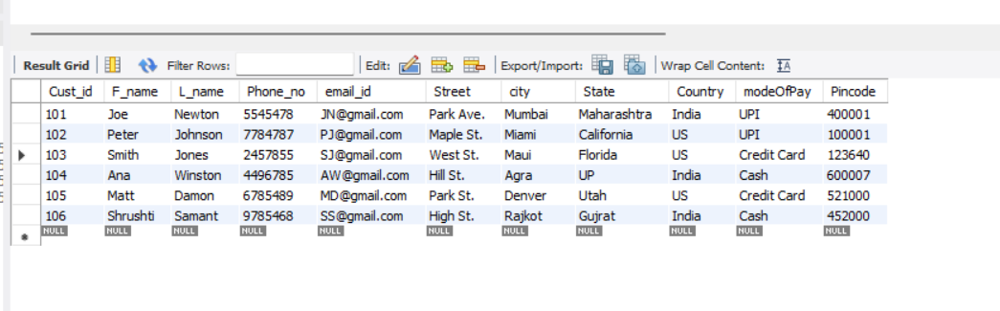 Result Grid Filter Rows: Edit: Export/Import: Wrap Cell Content: IA
Cust_id F_name L_name Phone_no email_id Street city State Country modeOfPay Pincode
101 Joe Newton 5545478 JN@gmail.com Park Ave. Mumbai Maharashtra India UPI 400001
102 Peter Johnson 7784787 PJ@gmail.com Maple St. Miami California US UPI 100001
103 Smith Jones 2457855 SJ@gmail.com West St. Maui Florida US Credit Card 123640
104 Ana Winston 4496785 AW@gmail.com Hill St. Agra UP India Cash 600007
105 Matt Damon 6785489 MD@gmail.com Park St. Denver Utah US Credit Card 521000
106 Shrushti Samant 9785468 SS@gmail.com High St. Rajkot Gujrat India Cash 452000
NULL NULL NULL NULL NULL NULL NULL NULL NULL NULL NULL